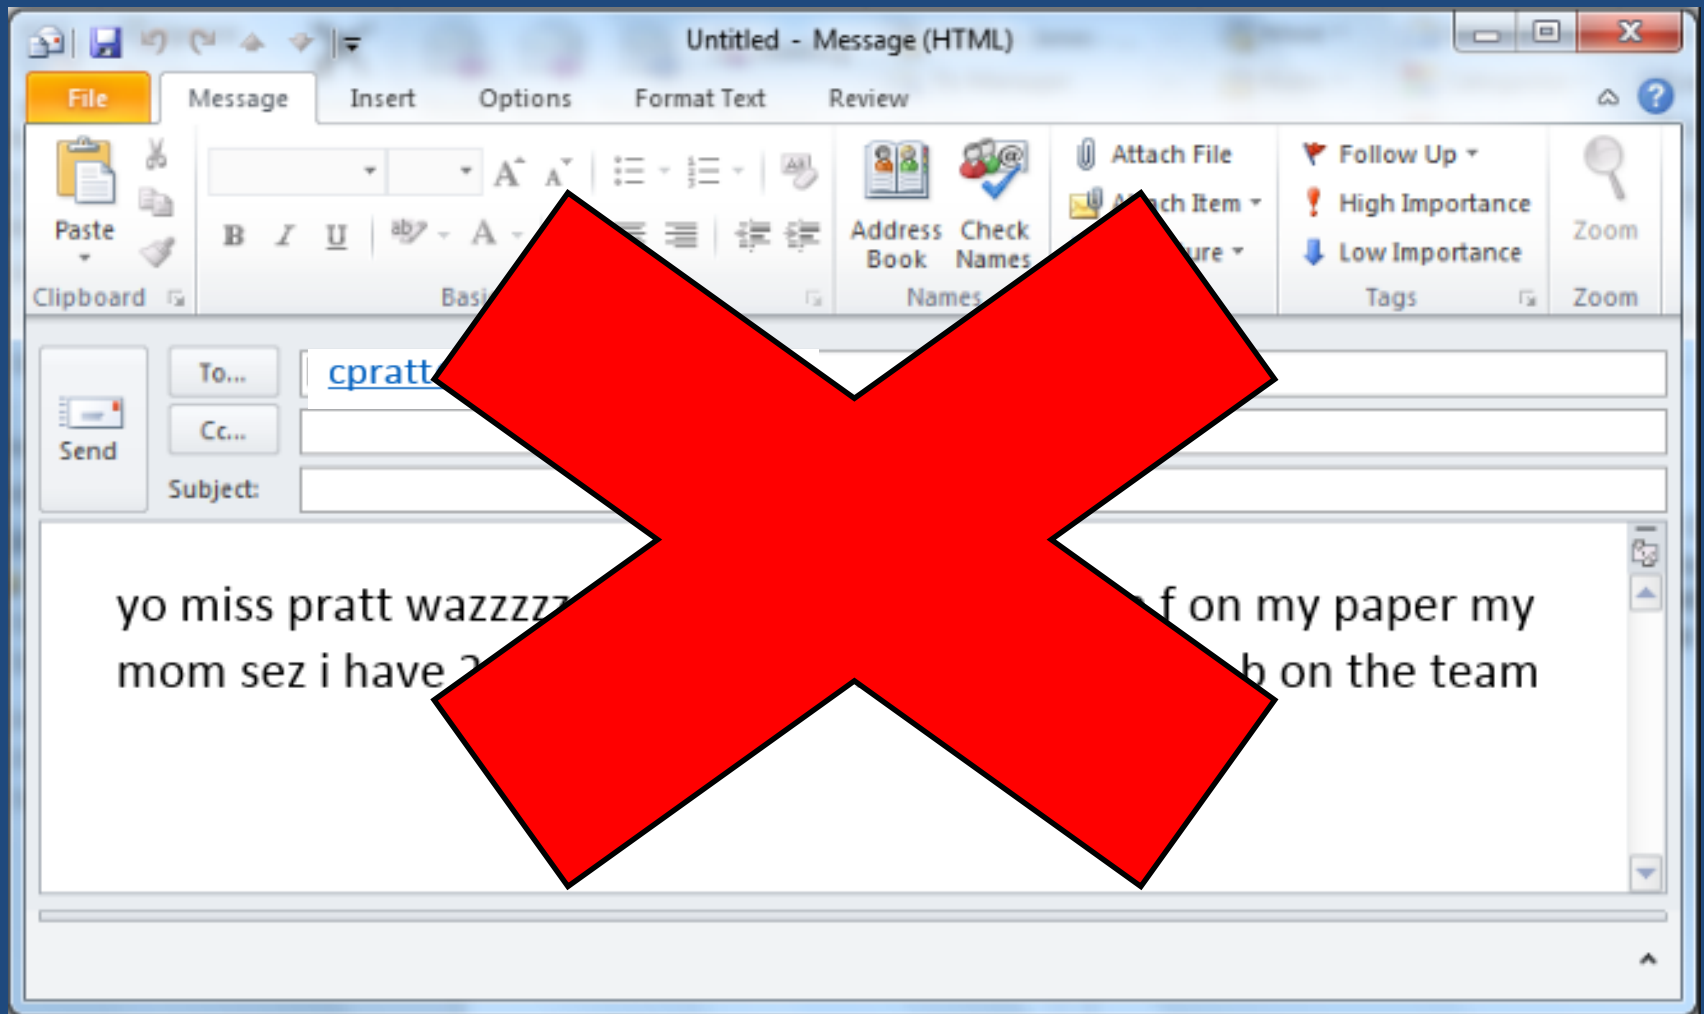 Untitled - Message (HTML)
File Message Insert Options Format Text Review
Attach File Follow Up
Item High Importance
Paste B I U A Address Check Zoom
Book Names Low Importance
Clipboard Names Tags Zoom
To...
Cc...
Send
Subject:
yo miss pratt f on my paper my
mom sez i have on the team